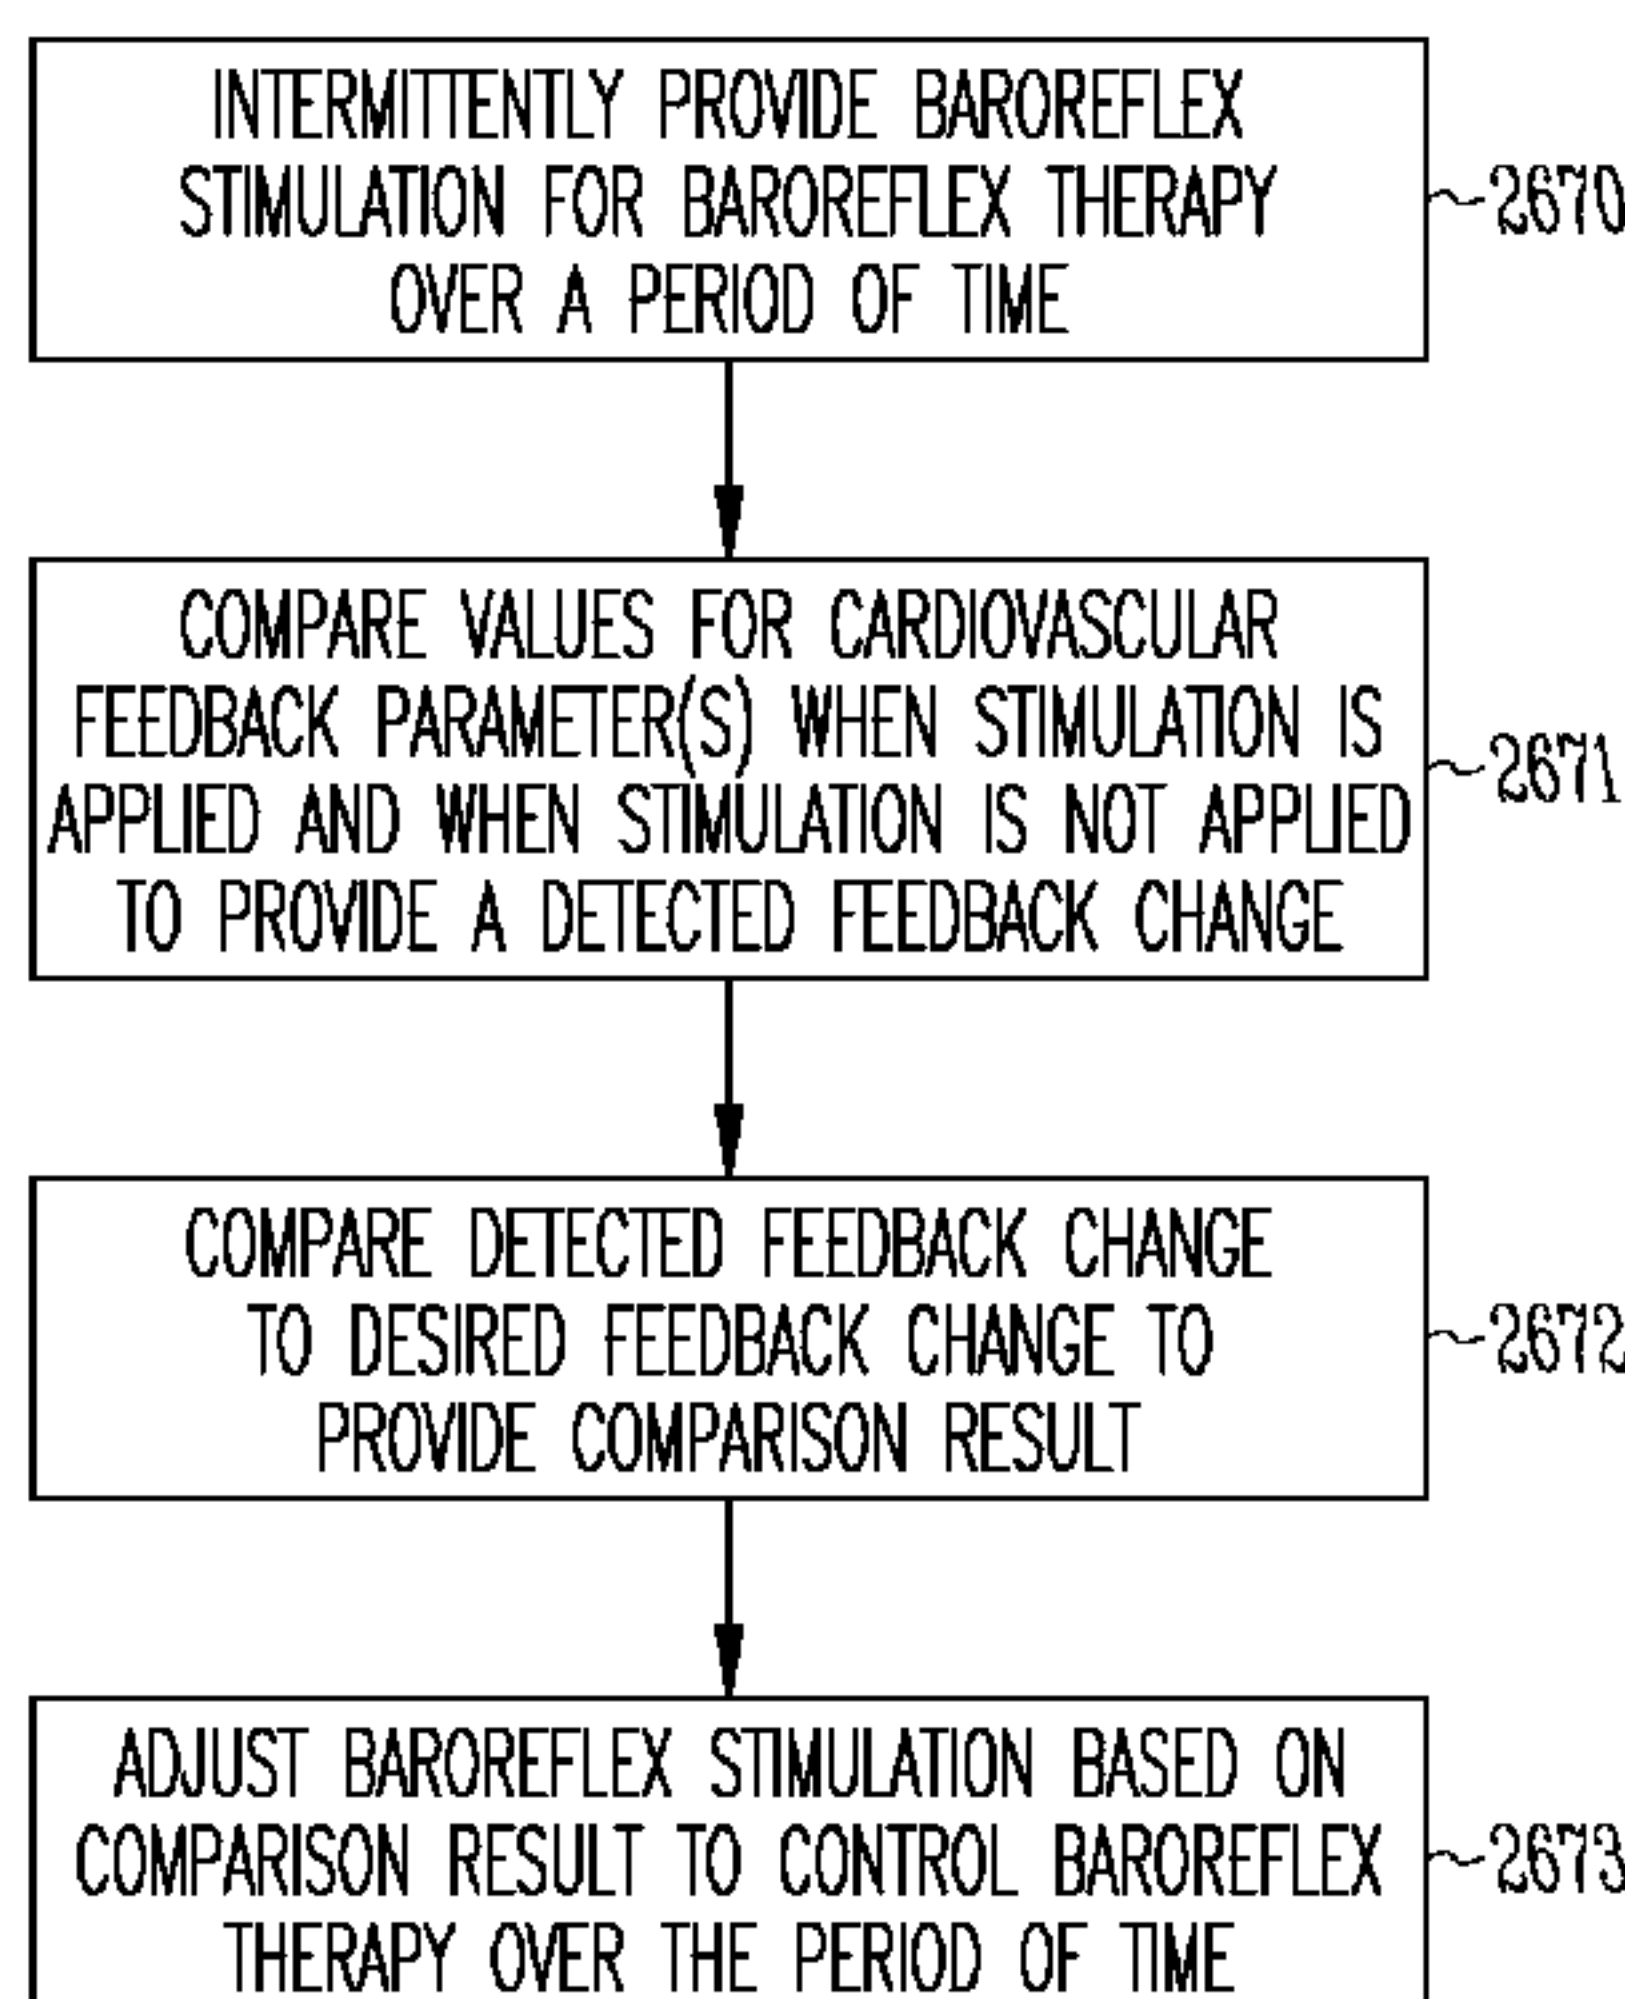 INTERMITTENTLY PROVIDE BAROREFLEX
STIMULATION FOR BAROREFLEX THERAPY
OVER A PERIOD OF TIME
2670
COMPARE VALUES FOR CARDIOVASCULAR
FEEDBACK PARAMETER(S) WHEN STIMULATION IS
APPLIED AND WHEN STIMULATION IS NOT APPLIED
TO PROVIDE A DETECTED FEEDBACK CHANGE
2671
COMPARE DETECTED FEEDBACK CHANGE
TO DESIRED FEEDBACK CHANGE TO
PROVIDE COMPARISON RESULT
2672
ADJUST BAROREFLEX STIMULATION BASED ON
COMPARISON RESULT TO CONTROL BAROREFLEX
THERAPY OVER THE PERIOD OF TIME
2673